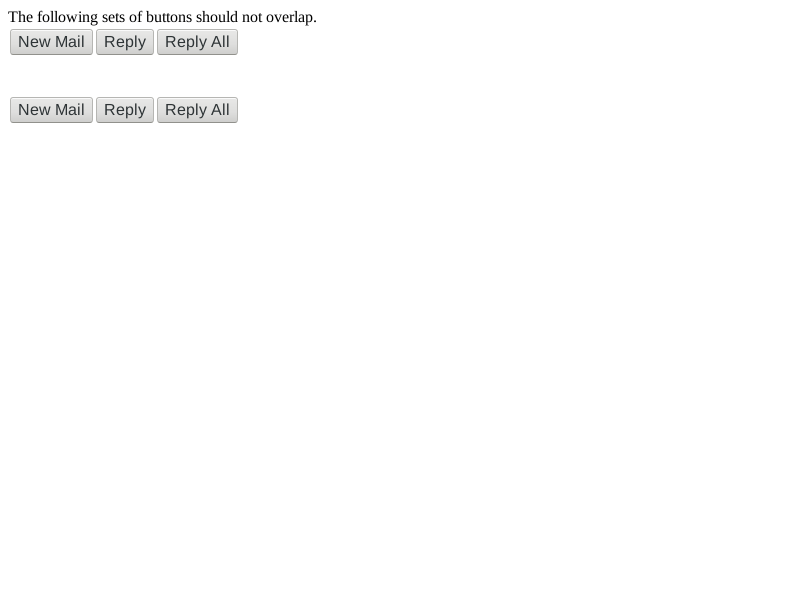 The following sets of buttons should not overlap.
New Mail Reply Reply All
New Mail Reply Reply All